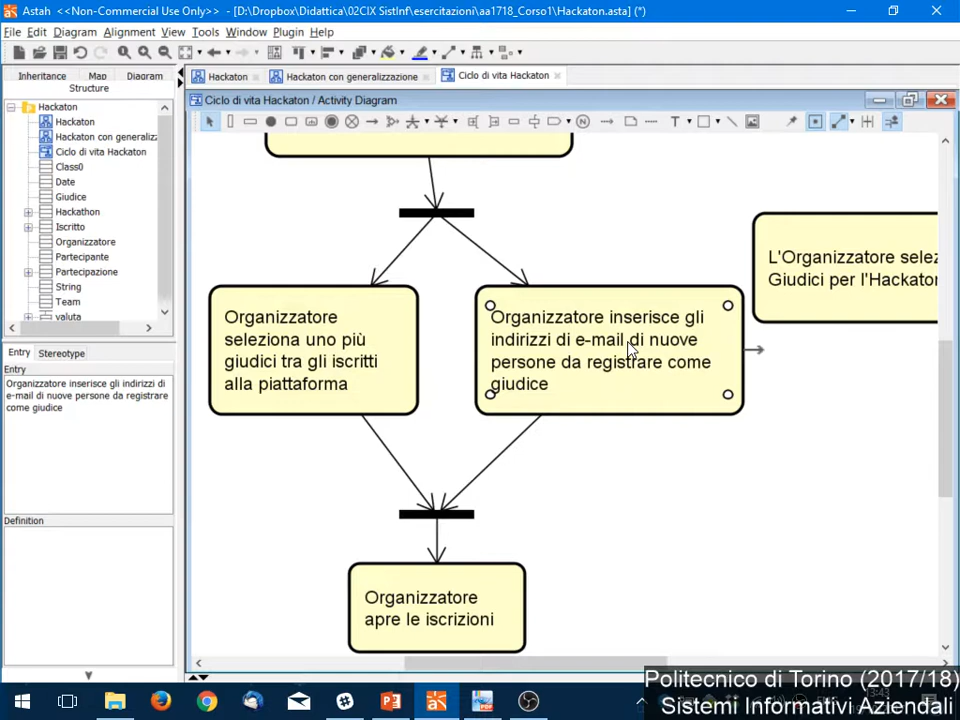 Astah <<Non-Commercial Use Only>> - [D:\Dropbox\Didattica\02CIX SistInf\esercitazioni\aa1718_Corso1\Hackaton.asta] (*)
File Edit Diagram Alignment View Tools Window Plugin Help
Inheritance Map Diagram
Structure
Hackaton
Hackaton
Hackaton con generaliz
Ciclo di vita Hackaton
Class0
Date
Giudice
Hackathon
Iscritto
Organizzatore
Partecipante
Partecipazione
String
Team
valuta
Entry Stereotype
Entry
Organizzatore inserisce gli indirizzi di
e-mail di nuove persone da registrare
come giudice
Definition
Hackaton Hackaton con generalizzazione Ciclo di vita Hackaton
Ciclo di vita Hackaton / Activity Diagram
N T
L'Organizzatore selez
Giudici per l'Hackator
Organizzatore
seleziona uno più
giudici tra gli iscritti
alla piattaforma
Organizzatore inserisce gli
indirizzi di e-mail di nuove
persone da registrare come
giudice
Organizzatore
apre le iscrizioni
Politecnico di Torino (2017/18)
Sistemi Informativi Aziendali